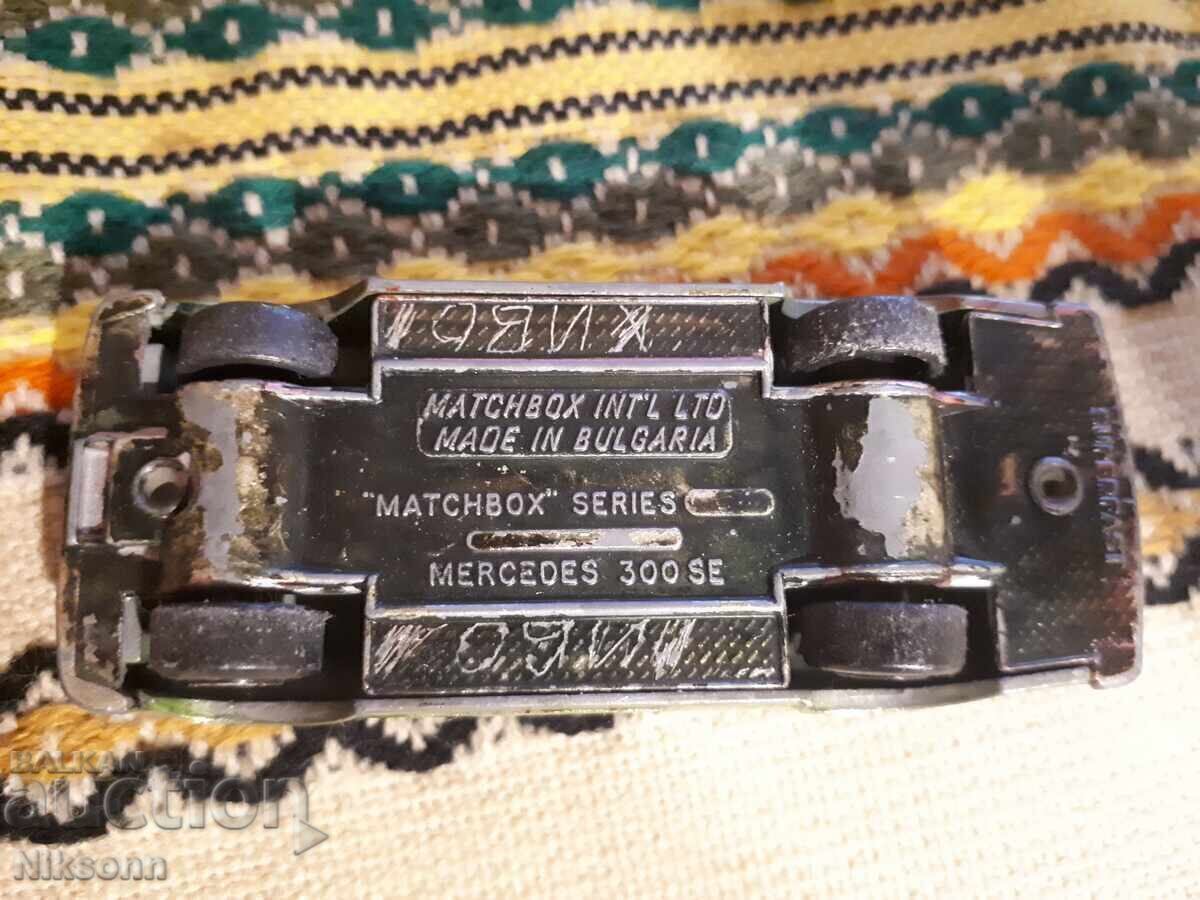 MATCHBOX INT'L LTD
MADE IN BULGARIA
"MATCHBOX" SERIES
MERCEDES 300 SE
BALKAN
auction
Niksonn